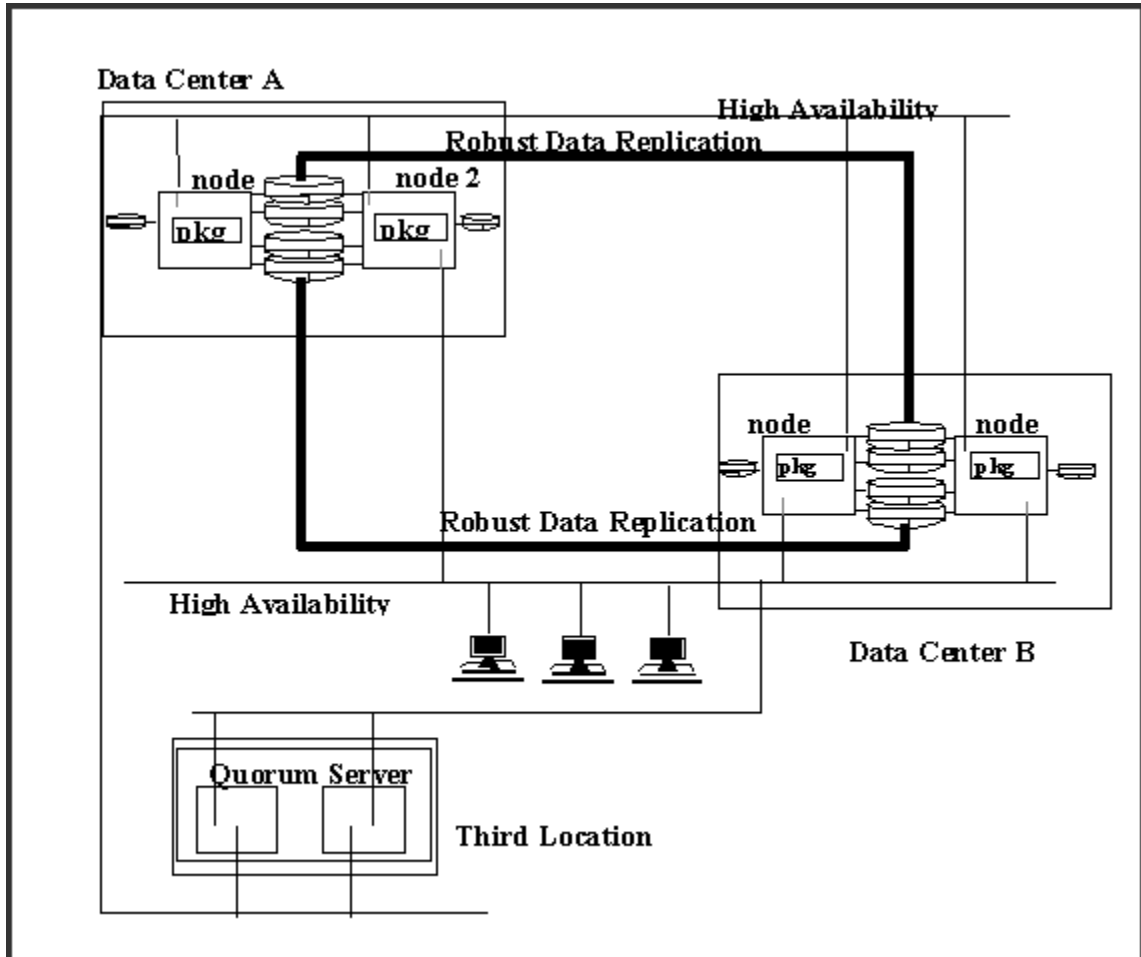 Data Center A
High Availability
Robust Data Replication
node
node 2
pkg
pkg
node
node
pkg
pkg
Robust Data Replication
High Availability
Data Center B
Quorum Server
Third Location